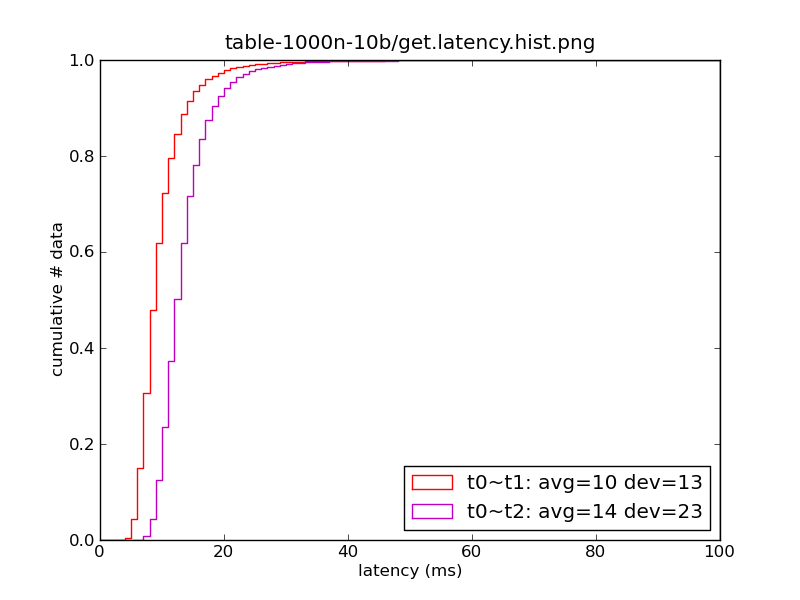 table-1000n-10b/get.latency.hist.png
1.0
0.8
0.6
0.4
0.2
0.0
cumulative # data
t0~t1: avg=10 dev=13
t0~t2: avg=14 dev=23
0 20 40 60 80 100
latency (ms)